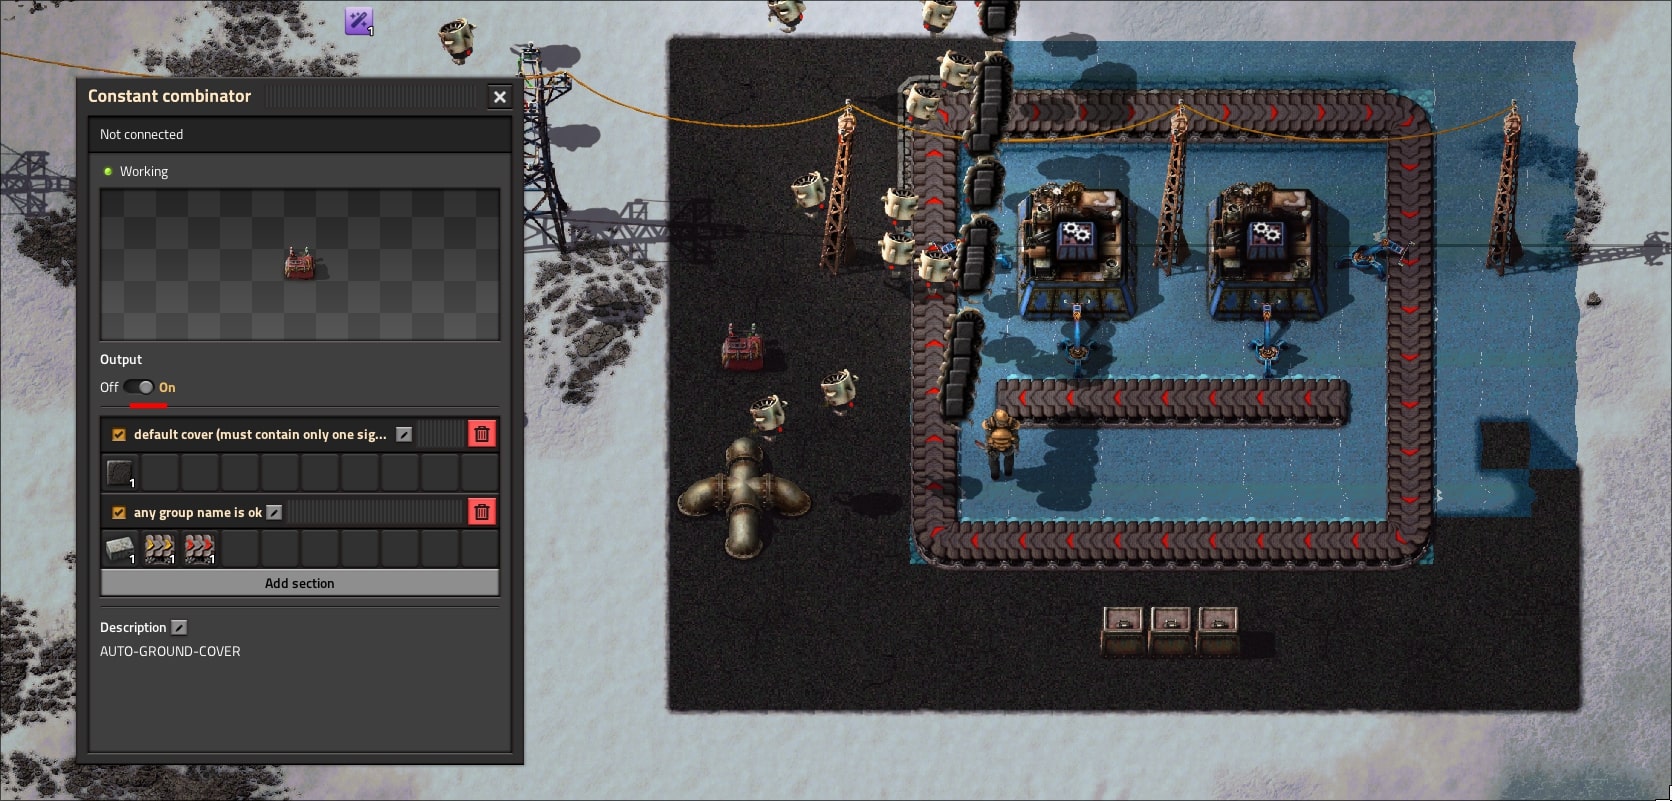 1
Constant combinator
Not connected
Working
Output
Off On
default cover (must contain only one sig...
1
any group name is ok
1 1 1
Add section
Description
AUTO-GROUND-COVER